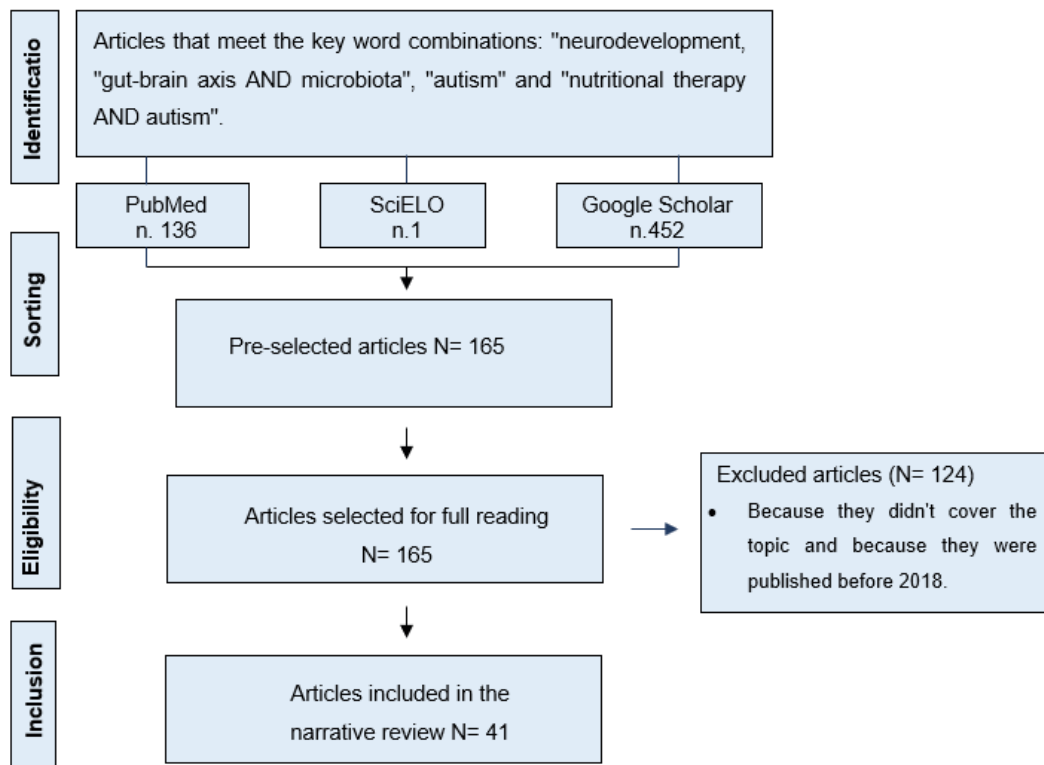 Identificatio
Articles that meet the key word combinations: "neurodevelopment,
"gut-brain axis AND microbiota", "autism" and "nutritional therapy
AND autism".
PubMed
n. 136
SciELO
n.1
Google Scholar
n.452
Sorting
Pre-selected articles N= 165
Eligibility
Articles selected for full reading
N= 165
Excluded articles (N= 124)
• Because they didn't cover the
topic and because they were
published before 2018.
Inclusion
Articles included in the
narrative review N= 41